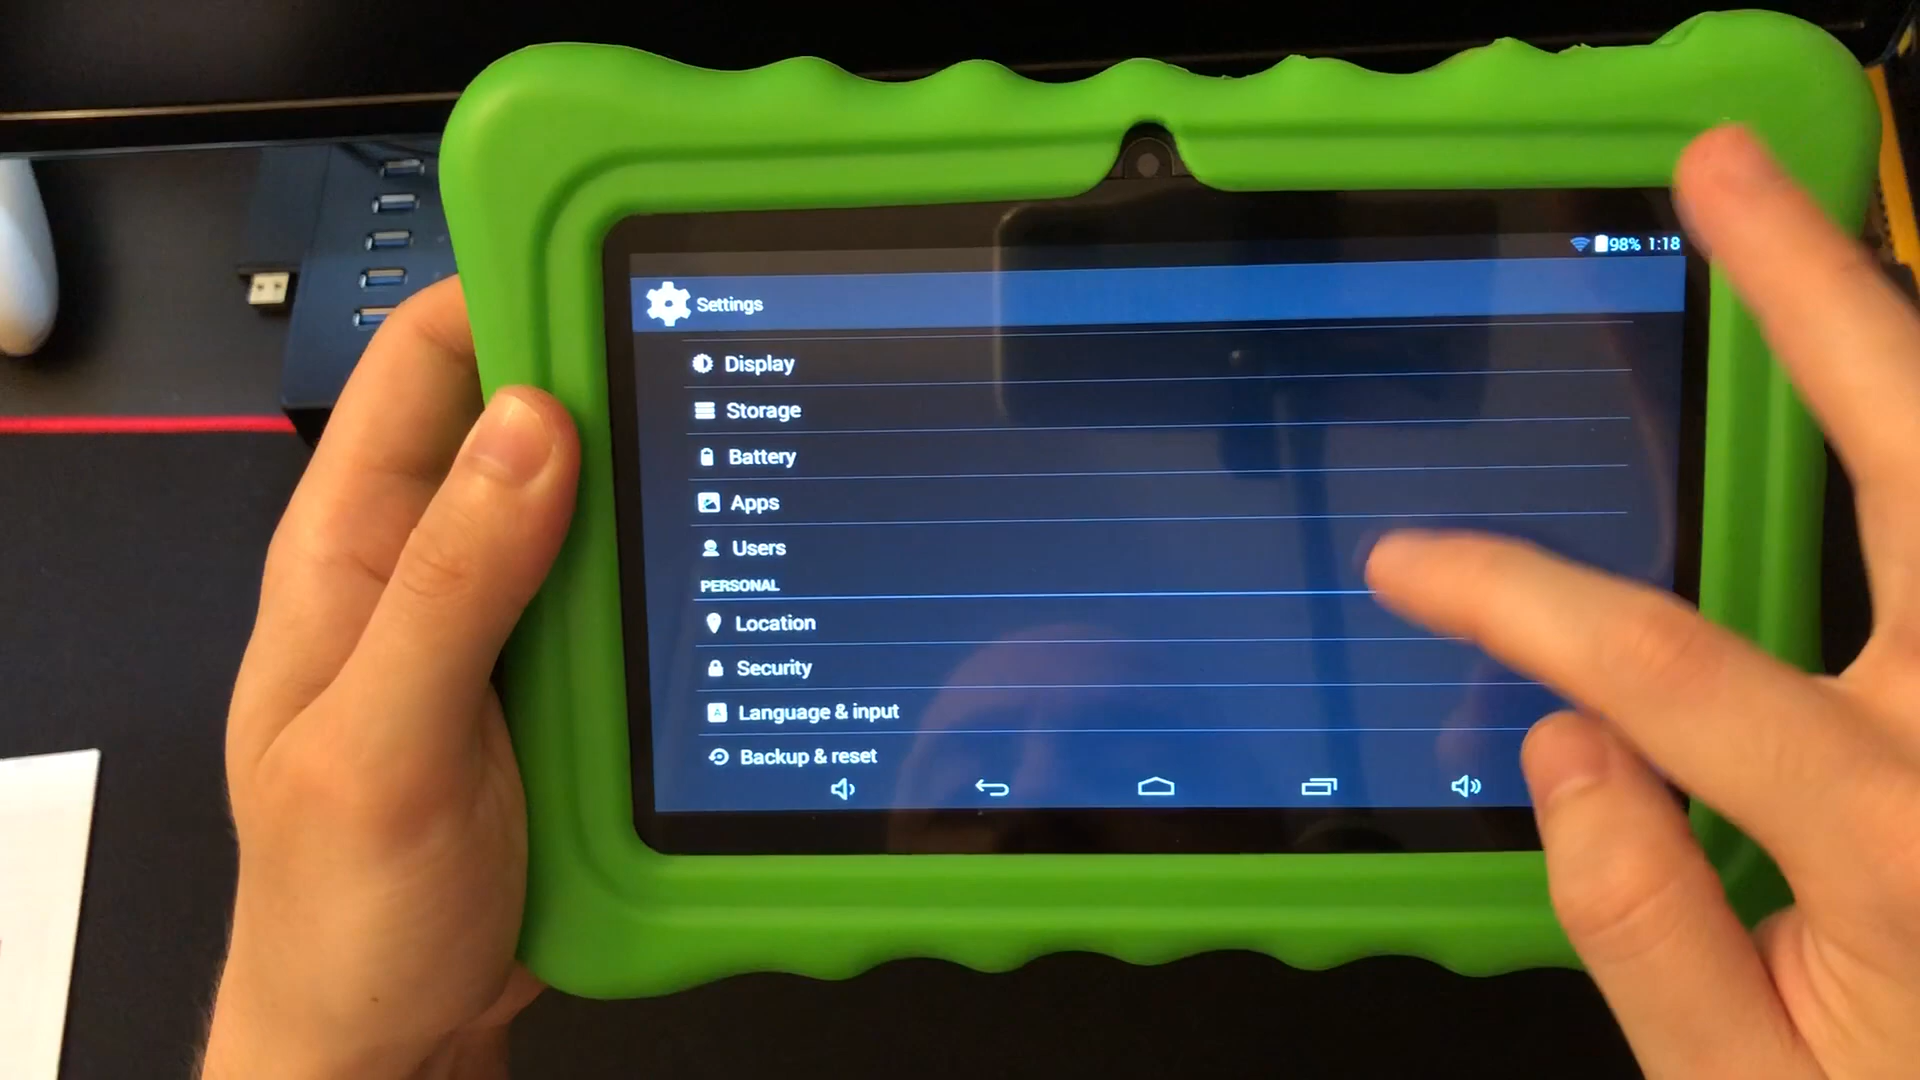 98% 1:18
Settings
Display
Storage
Battery
Apps
Users
PERSONAL
Location
Security
Language & input
Backup & reset